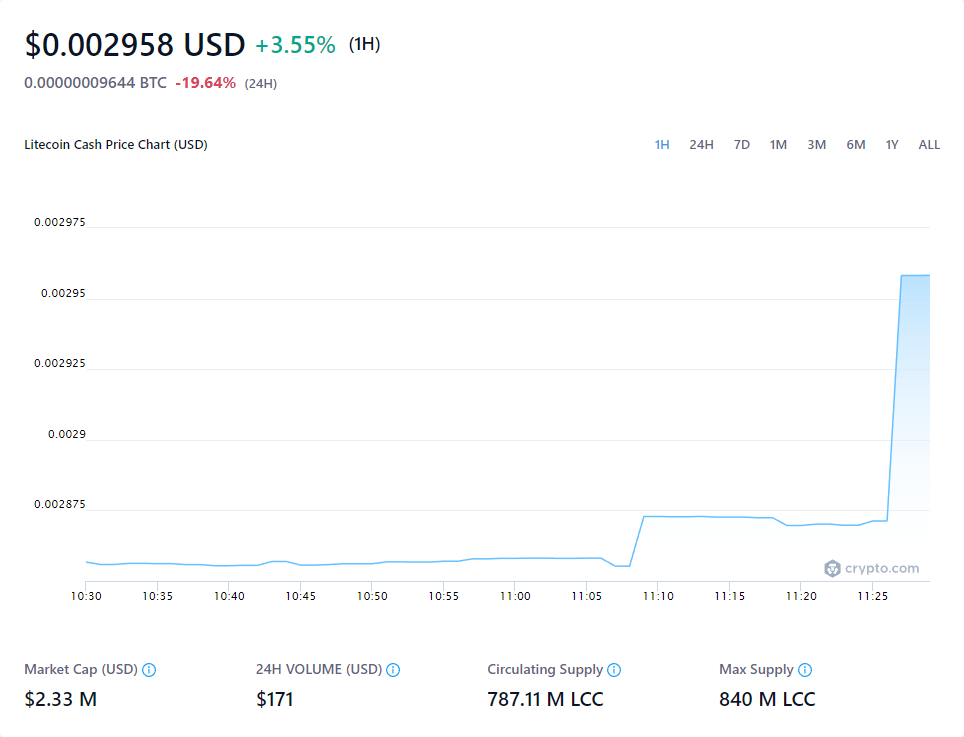 $0.002958 USD +3.55% (1H)
0.00000009644 BTC -19.64% (24H)
Litecoin Cash Price Chart (USD) 1H 24H 7D 1M 3M 6M 1Y ALL
0.002975
0.00295
0.002925
0.0029
0.002875
crypto.com
10:30 10:35 10:40 10:45 10:50 10:55 11:00 11:05 11:10 11:15 11:20 11:25
Market Cap (USD) 24H VOLUME (USD) Circulating Supply Max Supply
$2.33 M $171 787.11 M LCC 840 M LCC